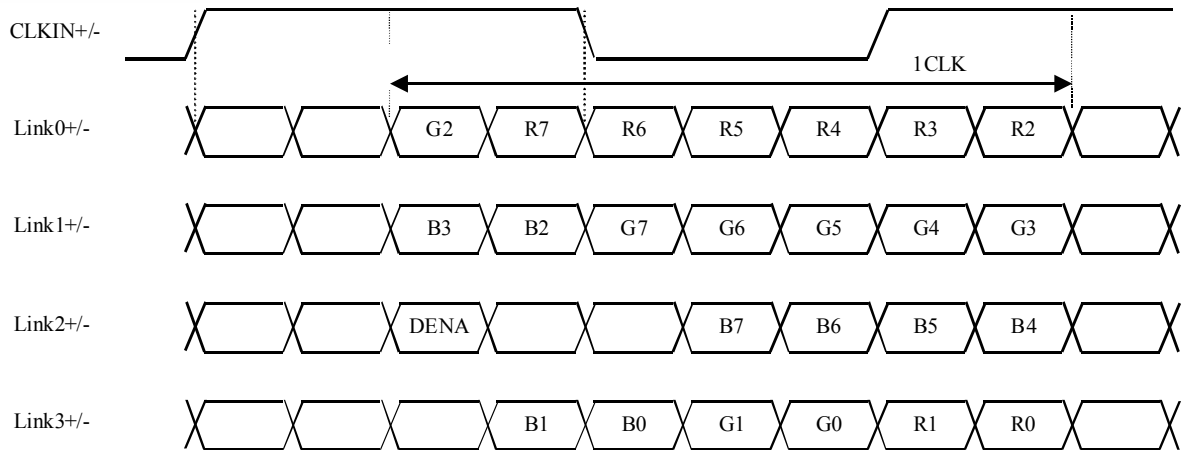 CLKIN+/-
1CLK
Link0+/- G2 R7 R6 R5 R4 R3 R2
Link1+/- B3 B2 G7 G6 G5 G4 G3
Link2+/- DENA B7 B6 B5 B4
Link3+/- B1 B0 G1 G0 R1 R0